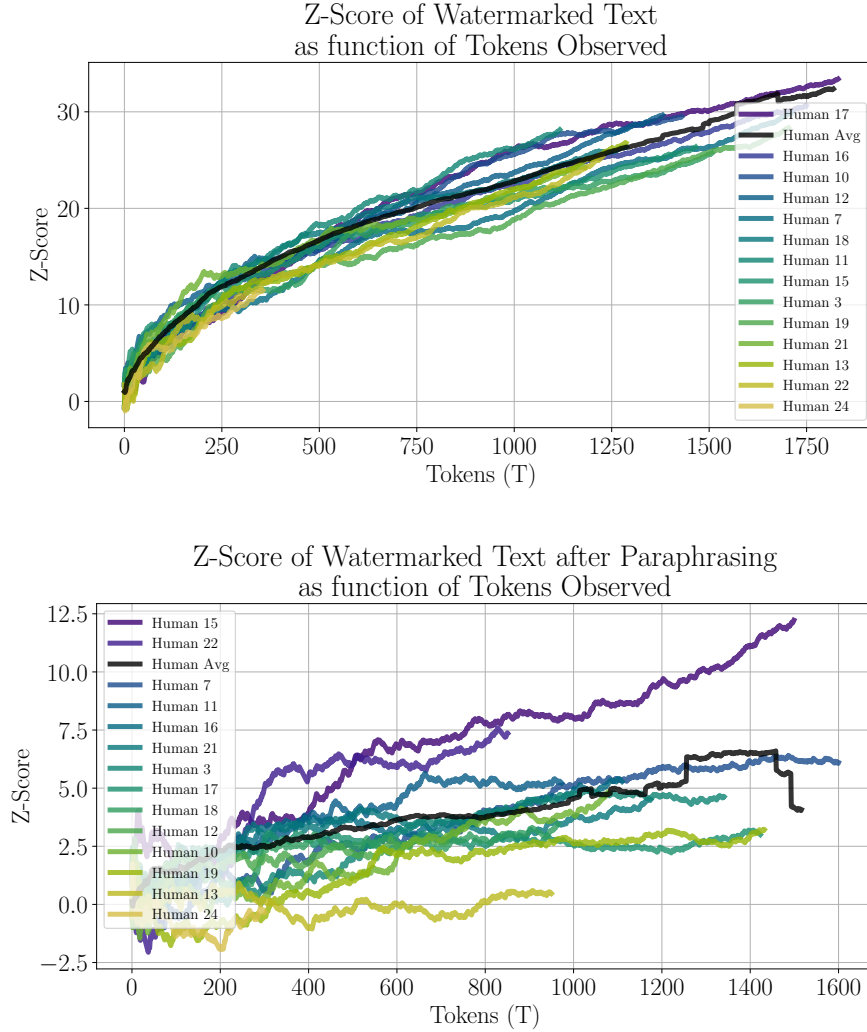 Z-Score of Watermarked Text
as function of Tokens Observed
Z-Score
30
20
10
0
0 250 500 750 1000 1250 1500 1750
Tokens (T)
Human 17
Human Avg
Human 16
Human 10
Human 12
Human 7
Human 18
Human 11
Human 15
Human 3
Human 19
Human 21
Human 13
Human 22
Human 24
Z-Score of Watermarked Text after Paraphrasing
as function of Tokens Observed
Z-Score
12.5
10.0
7.5
5.0
2.5
0.0
−2.5
Human 15
Human 22
Human Avg
Human 7
Human 11
Human 16
Human 21
Human 3
Human 17
Human 18
Human 12
Human 10
Human 19
Human 13
Human 24
0 200 400 600 800 1000 1200 1400 1600
Tokens (T)